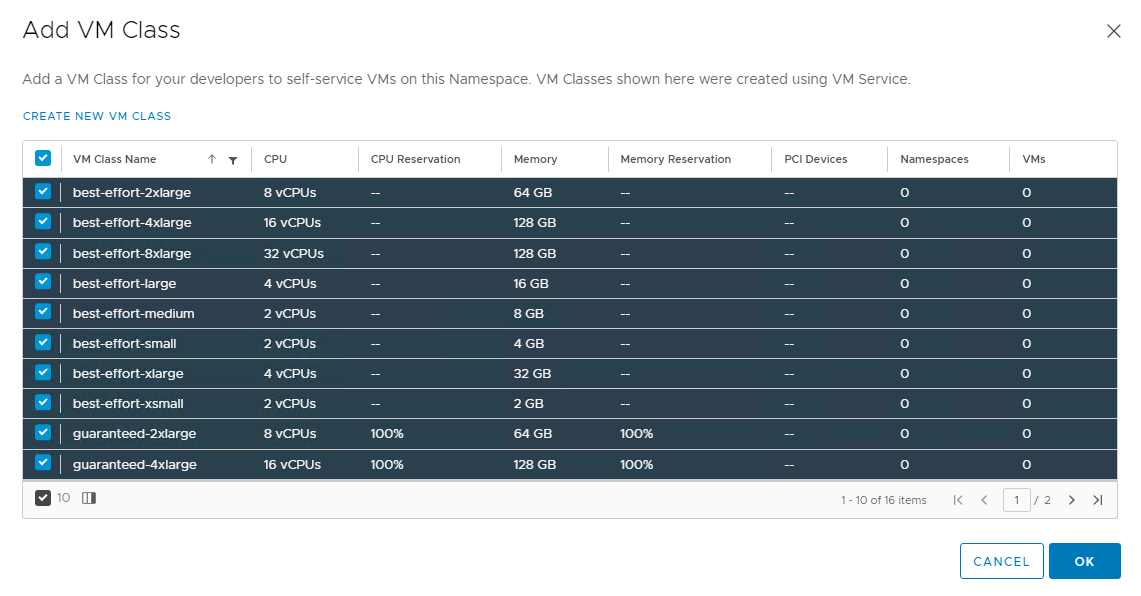 Add VM Class
Add a VM Class for your developers to self-service VMs on this Namespace. VM Classes shown here were created using VM Service.
CREATE NEW VM CLASS
VM Class Name CPU CPU Reservation Memory Memory Reservation PCI Devices Namespaces VMs
best-effort-2xlarge 8 vCPUs -- 64 GB -- -- 0 0
best-effort-4xlarge 16 vCPUs -- 128 GB -- -- 0 0
best-effort-8xlarge 32 vCPUs -- 128 GB -- -- 0 0
best-effort-large 4 vCPUs -- 16 GB -- -- 0 0
best-effort-medium 2 vCPUs -- 8 GB -- -- 0 0
best-effort-small 2 vCPUs -- 4 GB -- -- 0 0
best-effort-xlarge 4 vCPUs -- 32 GB -- -- 0 0
best-effort-xsmall 2 vCPUs -- 2 GB -- -- 0 0
guaranteed-2xlarge 8 vCPUs 100% 64 GB 100% -- 0 0
guaranteed-4xlarge 16 vCPUs 100% 128 GB 100% -- 0 0
10 1 - 10 of 16 items 1 / 2
CANCEL OK